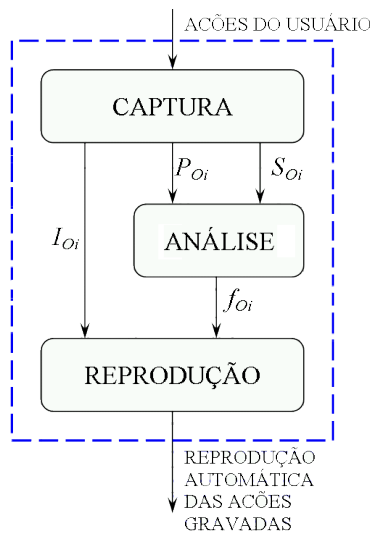 ACÕES DO USUÁRIO
CAPTURA
P_Oi
S_Oi
I_Oi
ANÁLISE
f_Oi
REPRODUÇÃO
REPRODUÇÃO
AUTOMÁTICA
DAS ACÕES
GRAVADAS